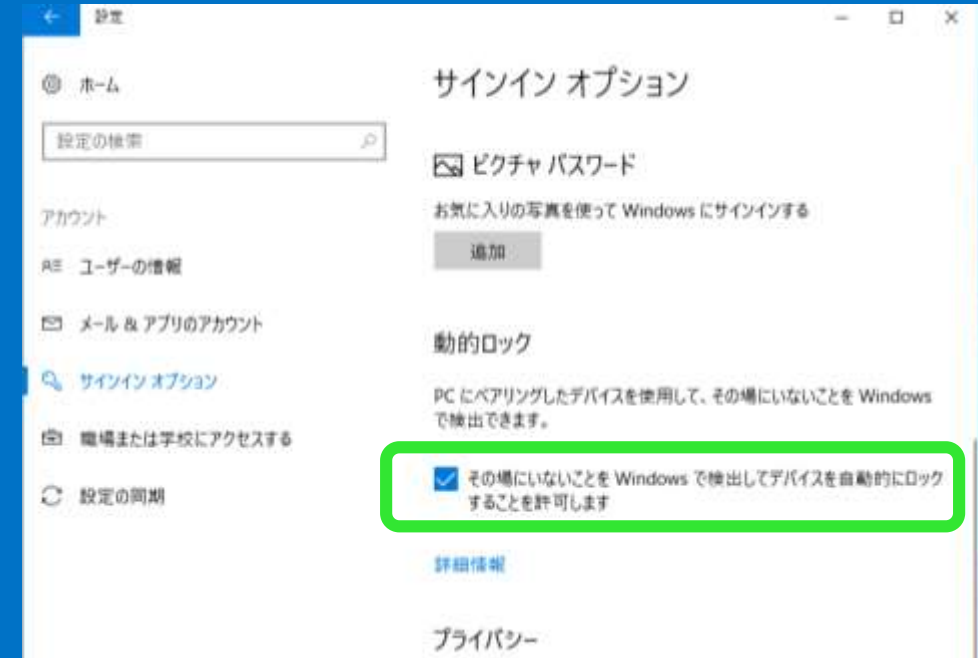 設定
ホーム
設定の検索
アカウント
ユーザーの情報
メール & アプリのアカウント
サインイン オプション
職場または学校にアクセスする
設定の同期
サインイン オプション
ピクチャ パスワード
お気に入りの写真を使って Windows にサインインする
追加
動的ロック
PC にペアリングしたデバイスを使用して、その場にいないことを Windows
で検出できます。
その場にいないことを Windows で検出してデバイスを自動的にロック
することを許可します
詳細情報
プライバシー